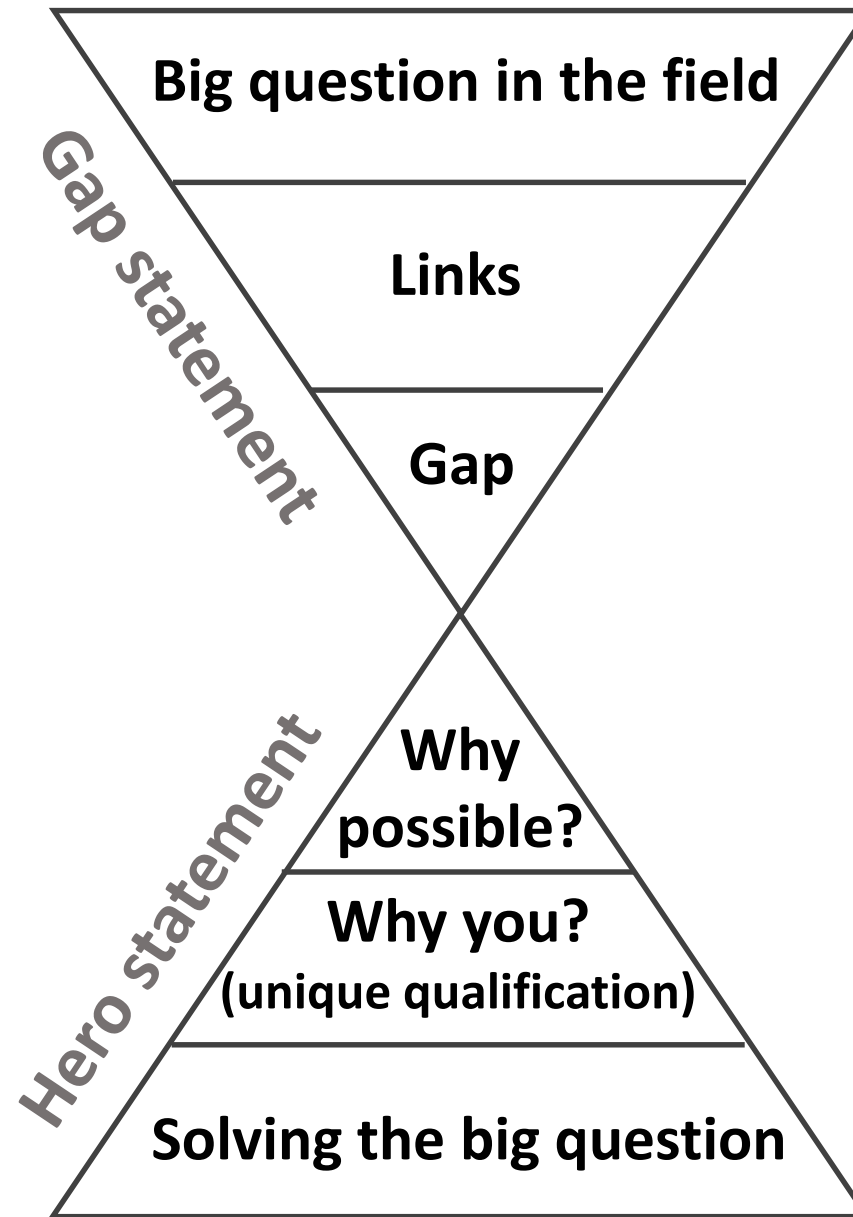 Big question in the field
Gap statement
Links
Gap
Hero statement
Why
possible?
Why you?
(unique qualification)
Solving the big question